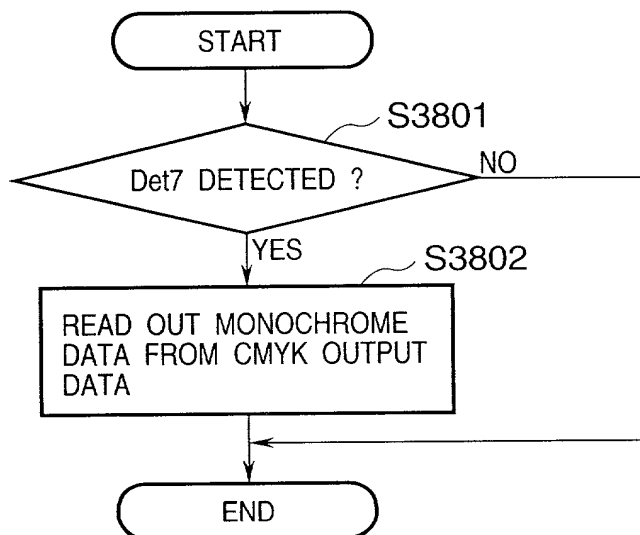 START
S3801
Det7 DETECTED ?
NO
YES
S3802
READ OUT MONOCHROME
DATA FROM CMYK OUTPUT
DATA
END